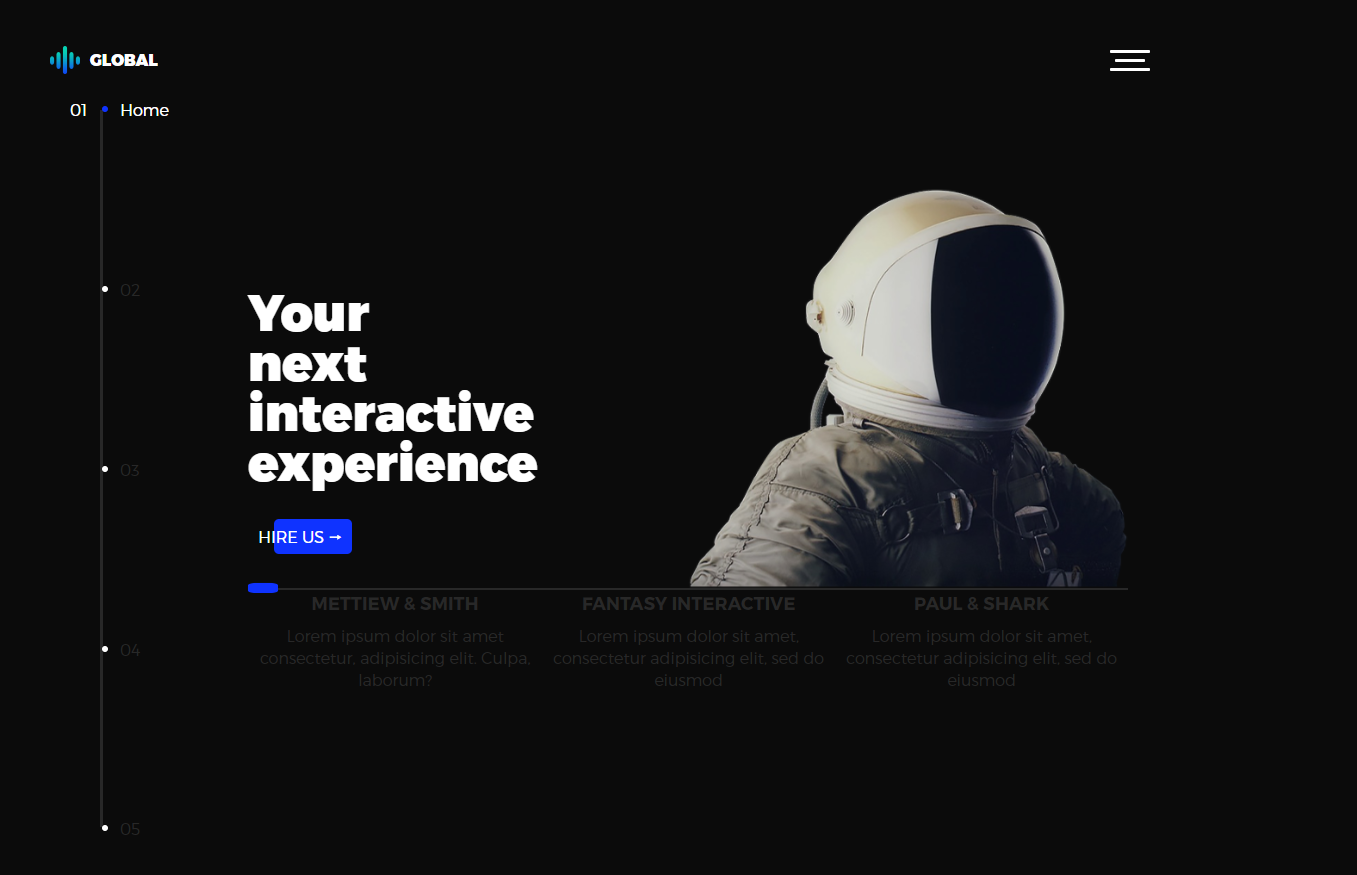 GLOBAL
01 Home
02
Your
next
interactive
experience
03
HIRE US →
METTIEW & SMITH
Lorem ipsum dolor sit amet
consectetur, adipisicing elit. Culpa,
laborum?
FANTASY INTERACTIVE
Lorem ipsum dolor sit amet,
consectetur adipisicing elit, sed do
eiusmod
PAUL & SHARK
Lorem ipsum dolor sit amet,
consectetur adipisicing elit, sed do
eiusmod
04
05